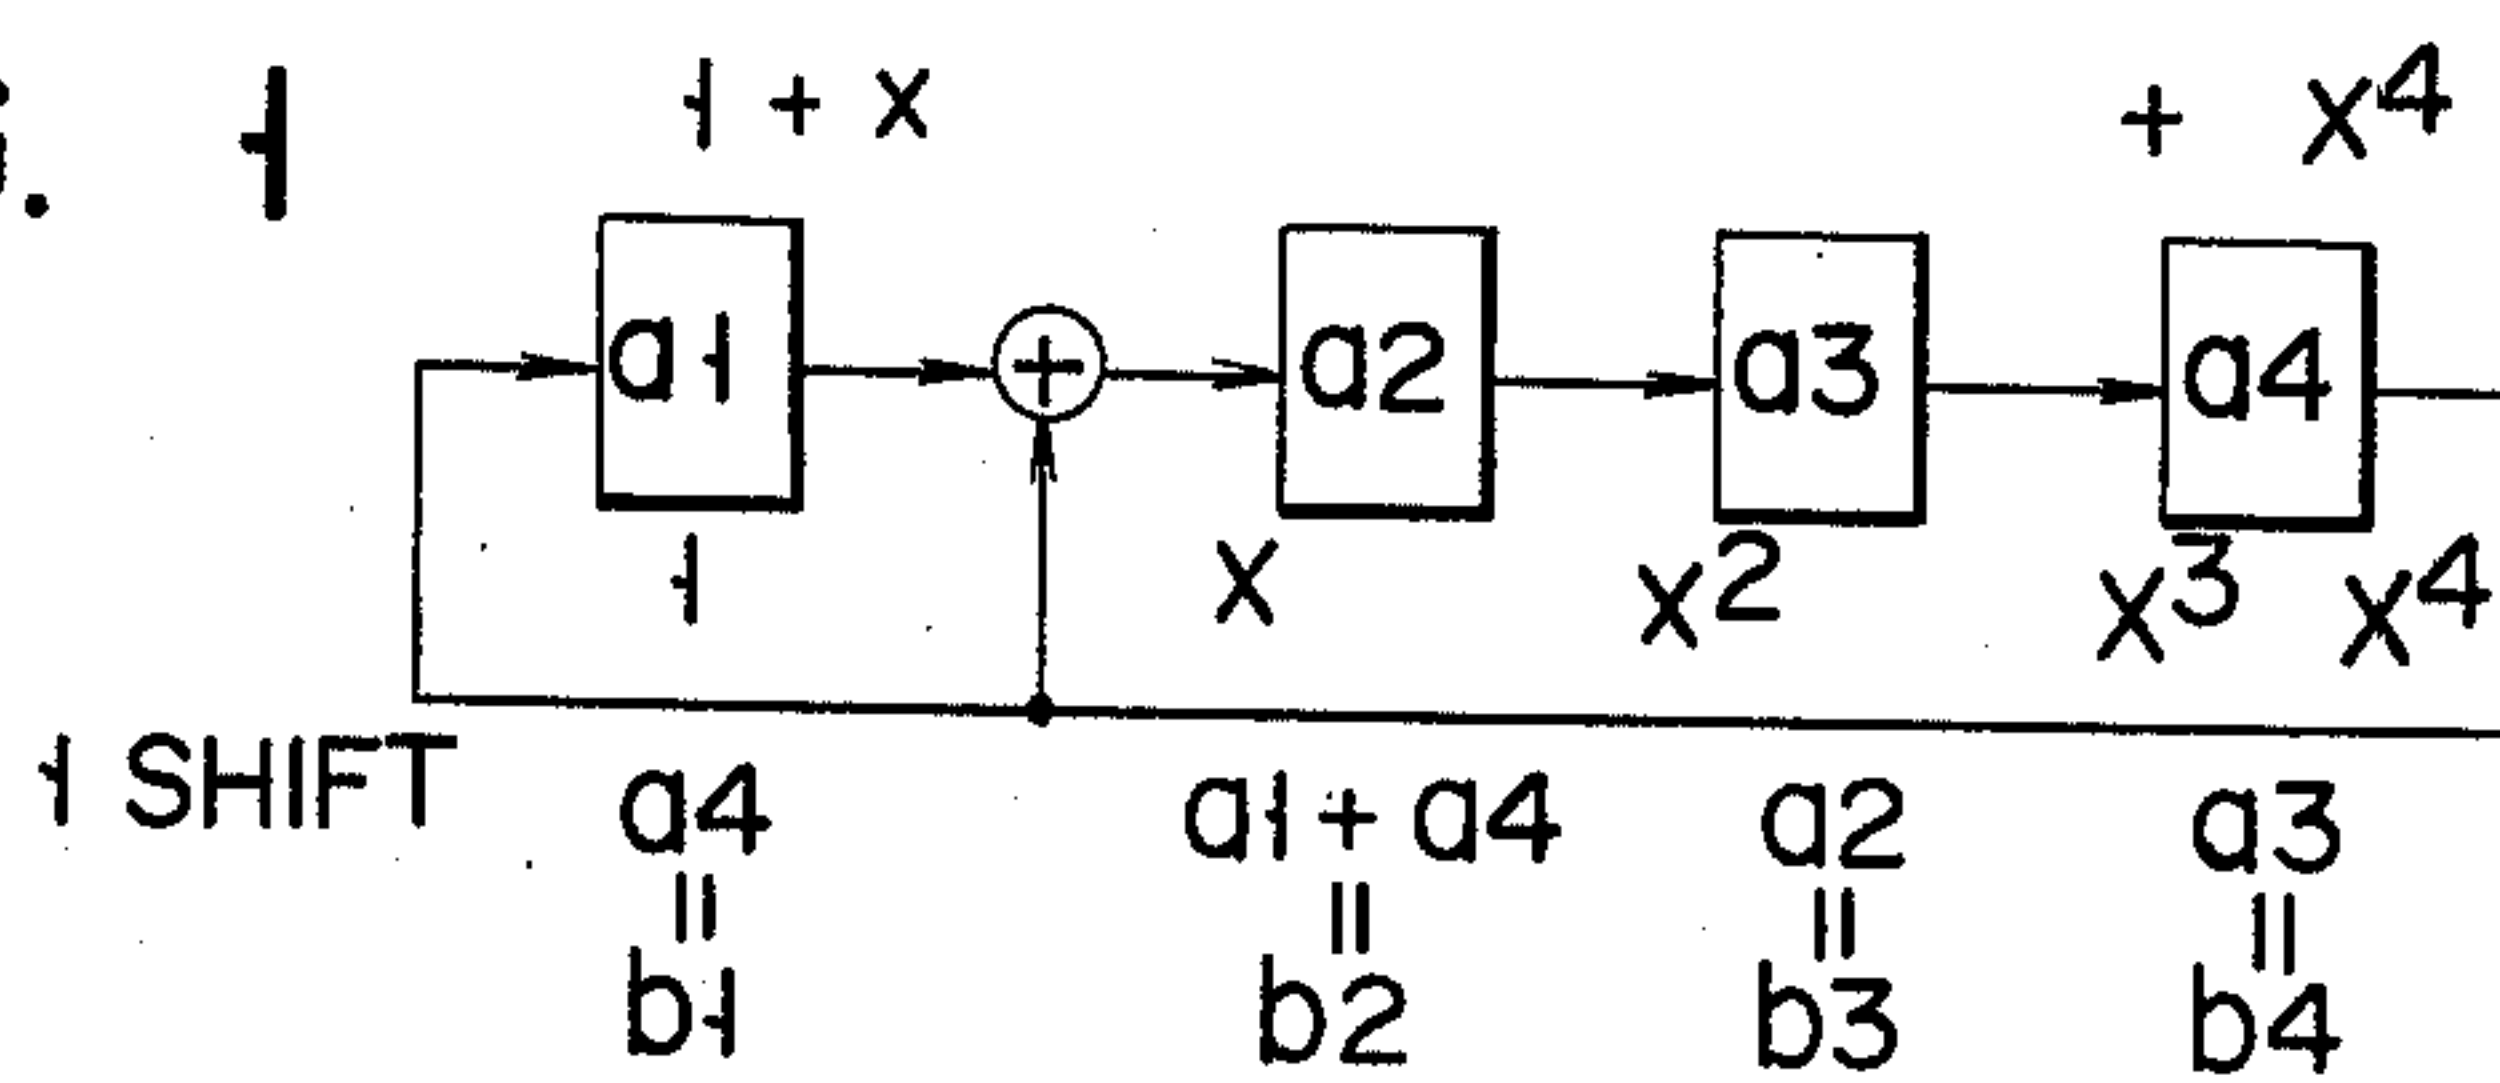 1 1 + x + x⁴
a1 + a2 a3 a4
1 x x² x³ x⁴
1 SHIFT a4 a1 + a4 a2 a3
= = = =
b1 b2 b3 b4